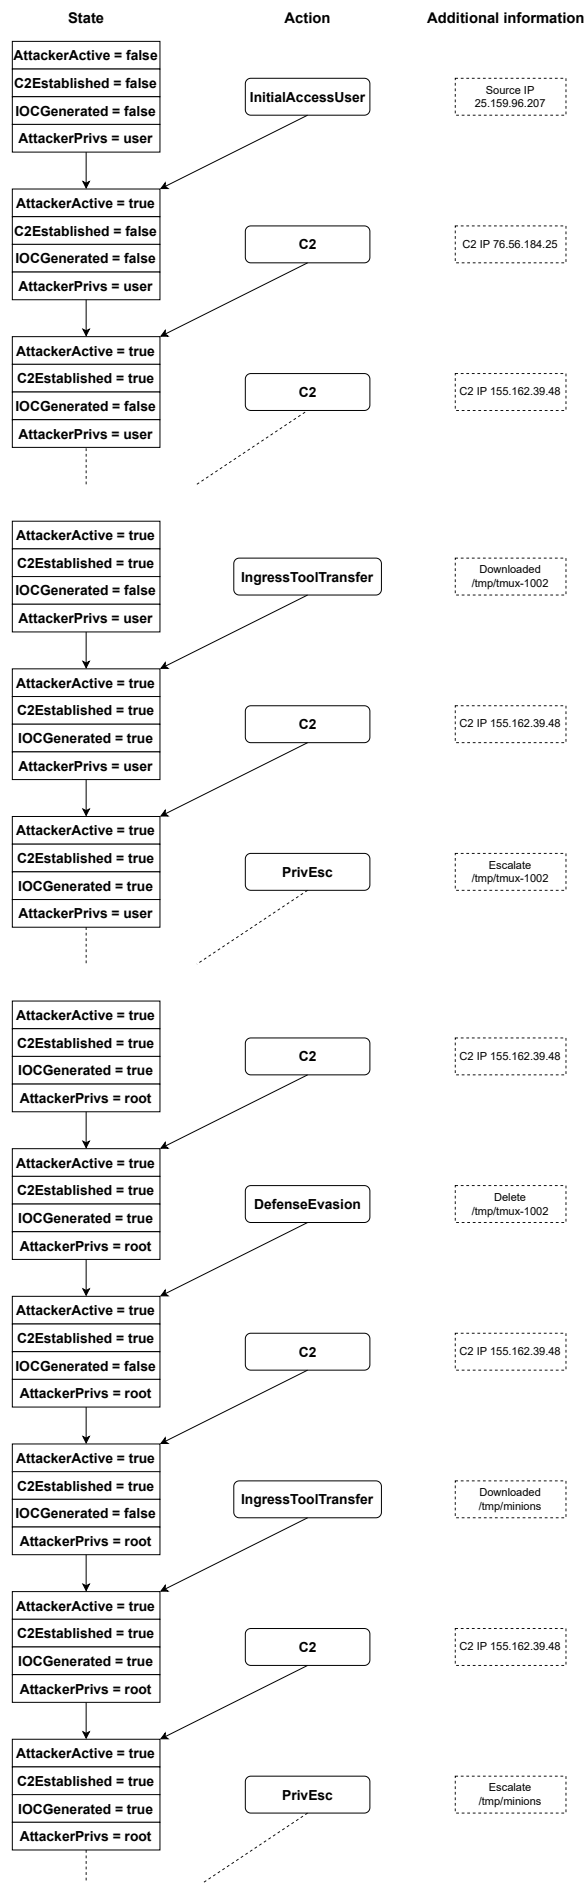 State Action Additional information
AttackerActive = false
C2Established = false
IOCGenerated = false
AttackerPrivs = user
InitialAccessUser
Source IP
25.159.96.207
AttackerActive = true
C2Established = false
IOCGenerated = false
AttackerPrivs = user
C2
C2 IP 76.56.184.25
AttackerActive = true
C2Established = true
IOCGenerated = false
AttackerPrivs = user
C2
C2 IP 155.162.39.48
AttackerActive = true
C2Established = true
IOCGenerated = false
AttackerPrivs = user
IngressToolTransfer
Downloaded
/tmp/tmux-1002
AttackerActive = true
C2Established = true
IOCGenerated = true
AttackerPrivs = user
C2
C2 IP 155.162.39.48
AttackerActive = true
C2Established = true
IOCGenerated = true
AttackerPrivs = user
PrivEsc
Escalate
/tmp/tmux-1002
AttackerActive = true
C2Established = true
IOCGenerated = true
AttackerPrivs = root
C2
C2 IP 155.162.39.48
AttackerActive = true
C2Established = true
IOCGenerated = true
AttackerPrivs = root
DefenseEvasion
Delete
/tmp/tmux-1002
AttackerActive = true
C2Established = true
IOCGenerated = false
AttackerPrivs = root
C2
C2 IP 155.162.39.48
AttackerActive = true
C2Established = true
IOCGenerated = false
AttackerPrivs = root
IngressToolTransfer
Downloaded
/tmp/minions
AttackerActive = true
C2Established = true
IOCGenerated = true
AttackerPrivs = root
C2
C2 IP 155.162.39.48
AttackerActive = true
C2Established = true
IOCGenerated = true
AttackerPrivs = root
PrivEsc
Escalate
/tmp/minions